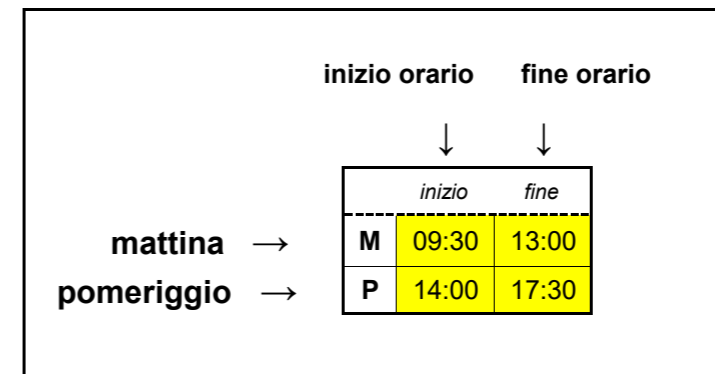 inizio orario fine orario
↓ ↓
inizio fine
mattina → M 09:30 13:00
pomeriggio → P 14:00 17:30